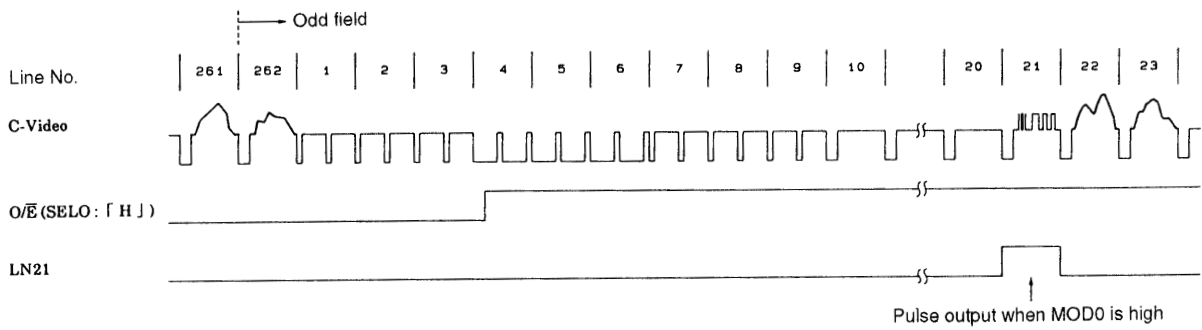 Odd field
Line No. 261 262 1 2 3 4 5 6 7 8 9 10 20 21 22 23
C-Video
O/E̅ (SELO : ｢ H ｣ )
LN21
Pulse output when MOD0 is high